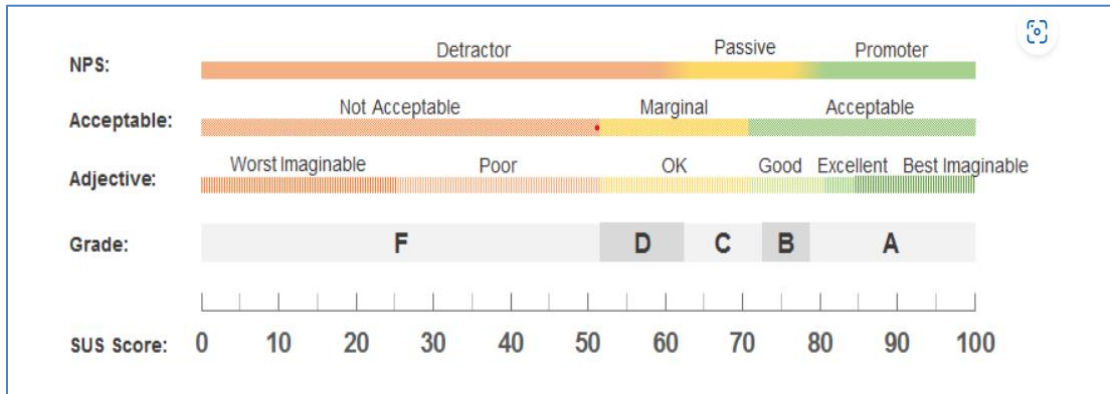 NPS: Detractor Passive Promoter
Acceptable: Not Acceptable Marginal Acceptable
Adjective: Worst Imaginable Poor OK Good Excellent Best Imaginable
Grade: F D C B A
SUS Score: 0 10 20 30 40 50 60 70 80 90 100